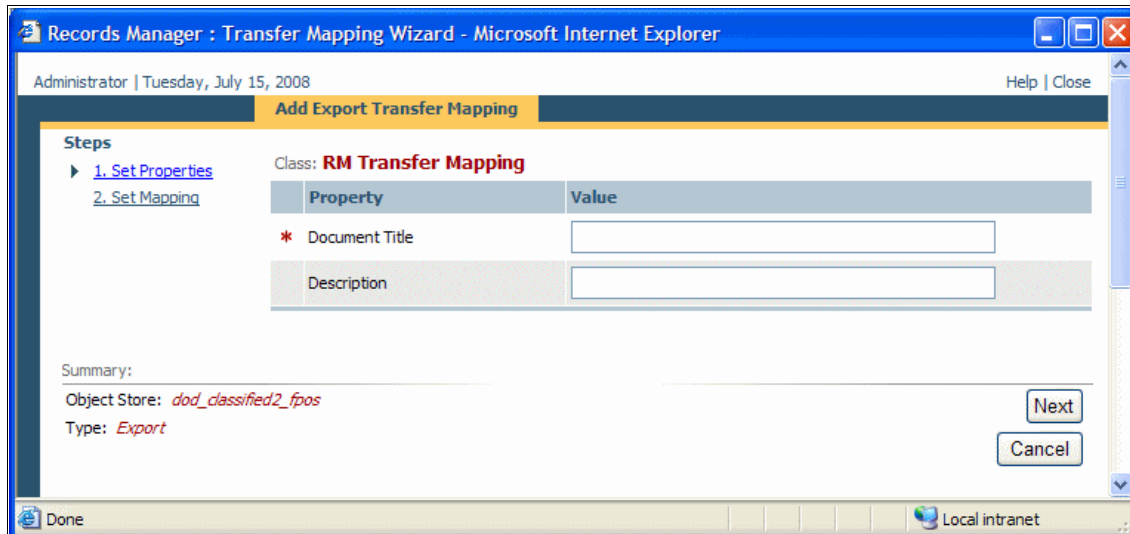 Records Manager : Transfer Mapping Wizard - Microsoft Internet Explorer
Administrator | Tuesday, July 15, 2008
Help | Close
Add Export Transfer Mapping
Steps
1. Set Properties
2. Set Mapping
Class: RM Transfer Mapping
Property Value
* Document Title
Description
Summary:
Object Store: dod_classified2_fpos
Type: Export
Next
Cancel
Done
Local intranet